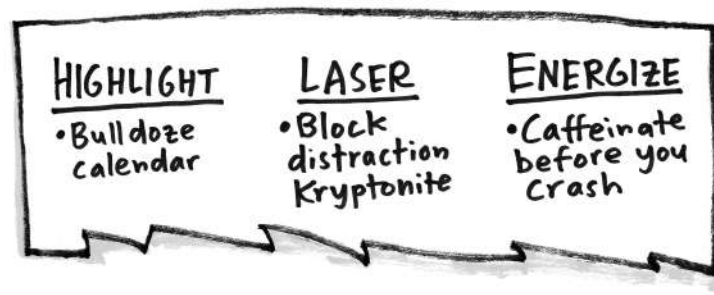 HIGHLIGHT
• Bulldoze
calendar
LASER
• Block
distraction
Kryptonite
ENERGIZE
• Caffeinate
before you
crash